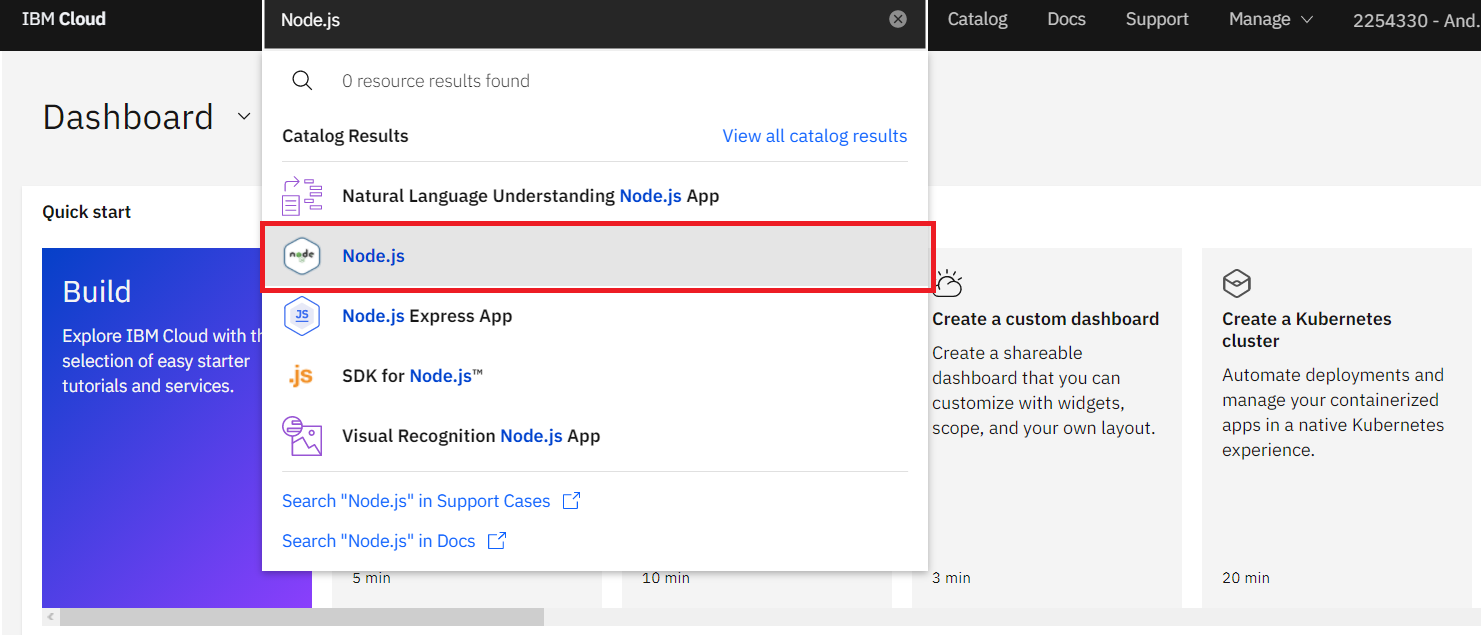 IBM Cloud
Node.js
Catalog
Docs
Support
Manage
2254330 - And.
Dashboard
0 resource results found
Catalog Results
View all catalog results
Natural Language Understanding Node.js App
node
Node.js
JS
Node.js Express App
.js
SDK for Node.js™
Visual Recognition Node.js App
Search "Node.js" in Support Cases
Search "Node.js" in Docs
Quick start
Build
Explore IBM Cloud with th
selection of easy starter
tutorials and services.
5 min
10 min
Create a custom dashboard
Create a shareable
dashboard that you can
customize with widgets,
scope, and your own layout.
3 min
Create a Kubernetes
cluster
Automate deployments and
manage your containerized
apps in a native Kubernetes
experience.
20 min